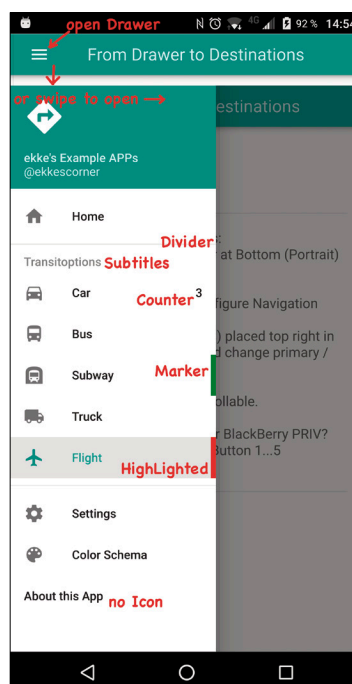 open Drawer 4G 92 % 14:54
From Drawer to Destinations
or swipe to open
estinations
ekke's Example APPs
@ekkescorner
Home
Divider
at Bottom (Portrait)
Transitoptions Subtitles
Car Counter 3
figure Navigation
Bus
) placed top right in
d change primary /
Subway Marker
ollable.
Truck
r BlackBerry PRIV?
Button 1...5
Flight HighLighted
Settings
Color Schema
About this App no Icon